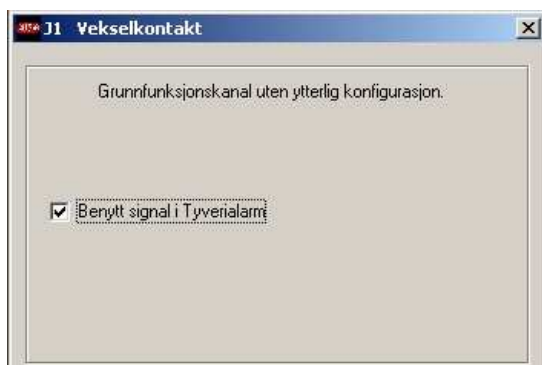 J1 Vekselkontakt
Grunnfunksjonskanal uten ytterlig konfigurasjon.
Benytt signal i Tyverialarm